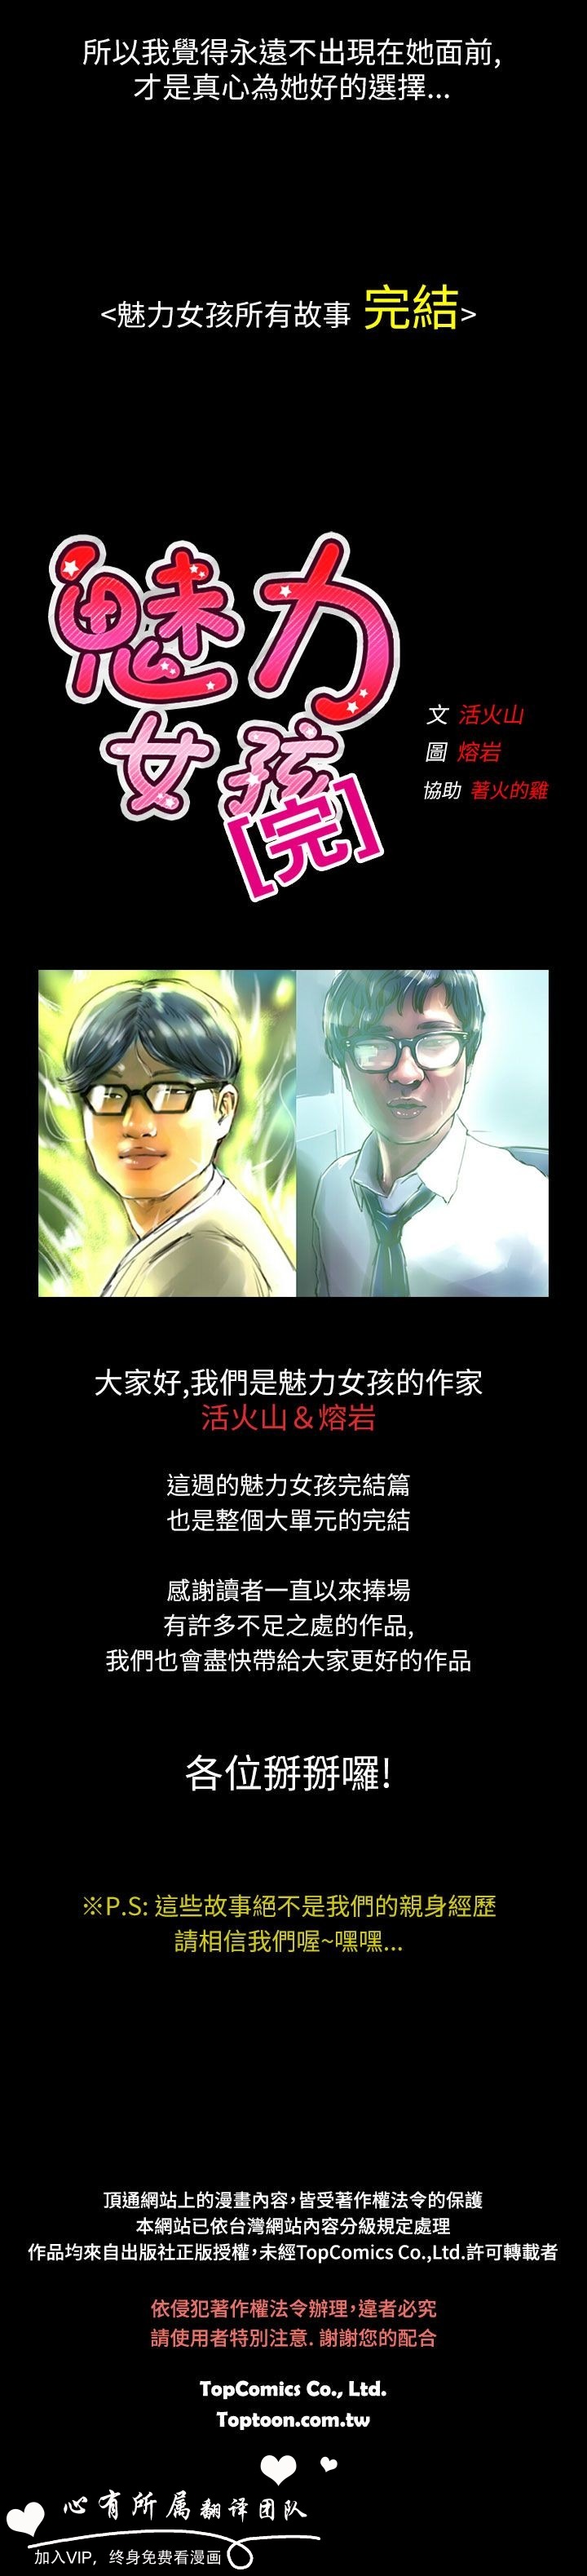 所以我覺得永遠不出現在她面前,
才是真心為她好的選擇...
<魅力女孩所有故事 完結>
魅力
女孩
[完]
文 活火山
圖 熔岩
協助 著火的雞
大家好,我們是魅力女孩的作家
活火山&熔岩
這週的魅力女孩完結篇
也是整個大單元的完結
感謝讀者一直以來捧場
有許多不足之處的作品,
我們也會盡快帶給大家更好的作品
各位掰掰囉!
※P.S: 這些故事絕不是我們的親身經歷
請相信我們喔~嘿嘿...
頂通網站上的漫畫內容,皆受著作權法令的保護
本網站已依台灣網站內容分級規定處理
作品均來自出版社正版授權,未經TopComics Co.,Ltd.許可轉載者
依侵犯著作權法令辦理,違者必究
請使用者特別注意. 謝謝您的配合
TopComics Co., Ltd.
Toptoon.com.tw
心有所属翻译团队
加入VIP，终身免费看漫画